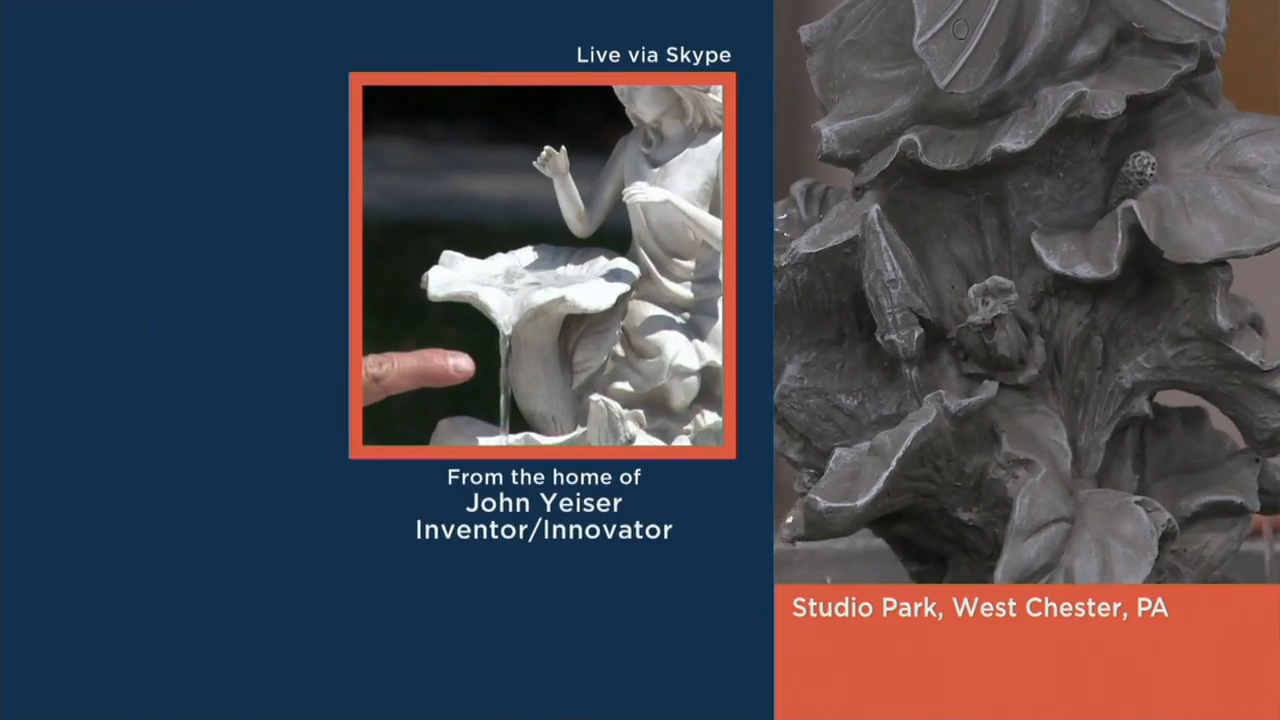 Live via Skype
From the home of
John Yeiser
Inventor/Innovator
Studio Park, West Chester, PA